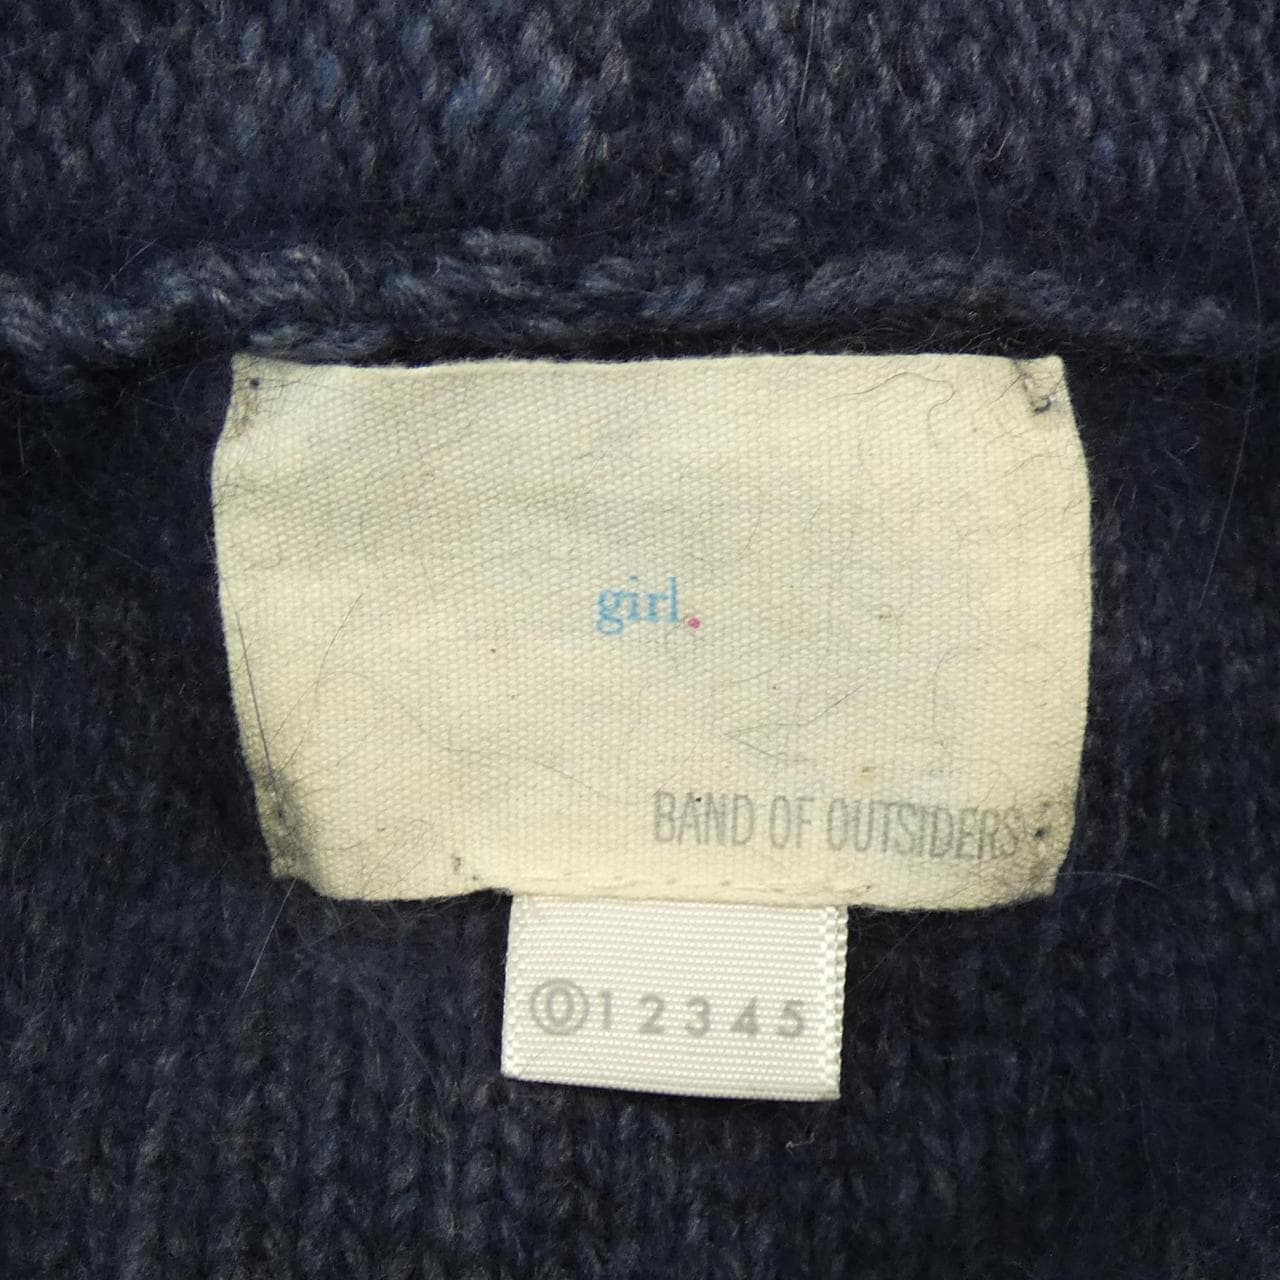 girl.
BAND OF OUTSIDERS
⓪ 1 2 3 4 5